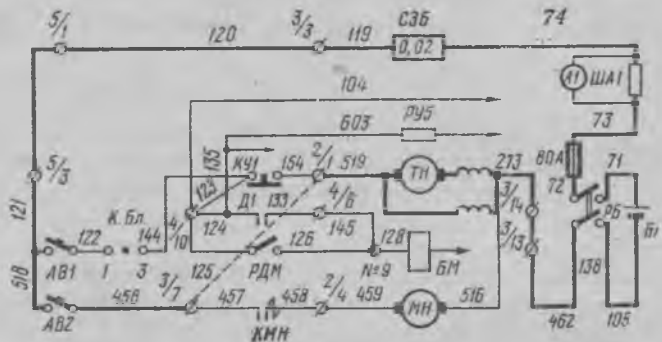 5/1 120 3/3 119 СЗБ 74
0,02
А1 ША1
104
73
603 РУ5
135
80А
КУ1 154 2/1 519 ТН 273 72 71
5/3
123 Д1 133 4/6 3/14 РБ Б1
121 К.бл. 4/10 124 145
122 144 126 128 3/13
АВ1 1 3 125 РДМ №9 БМ 138
518 3/7
456 457 458 2/4 459 МН 516
АВ2 КМН 462 105